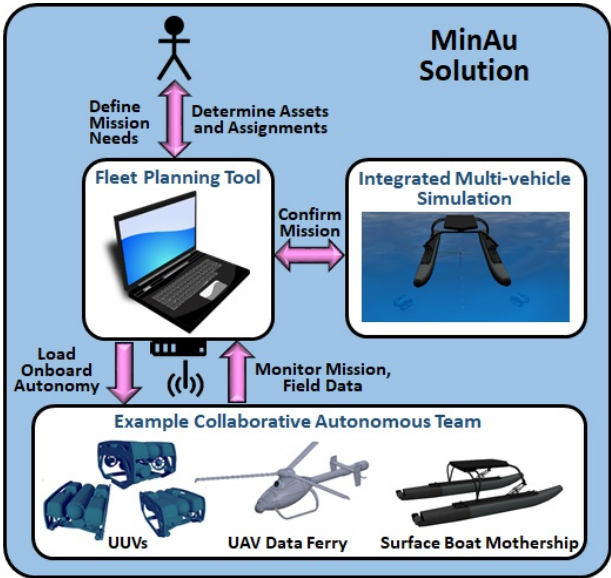 MinAu
Solution
Define
Mission
Needs
Determine Assets
and Assignments
Fleet Planning Tool
Integrated Multi-vehicle
Simulation
Confirm
Mission
Load
Onboard
Autonomy
Monitor Mission,
Field Data
Example Collaborative Autonomous Team
UUVs
UAV Data Ferry
Surface Boat Mothership